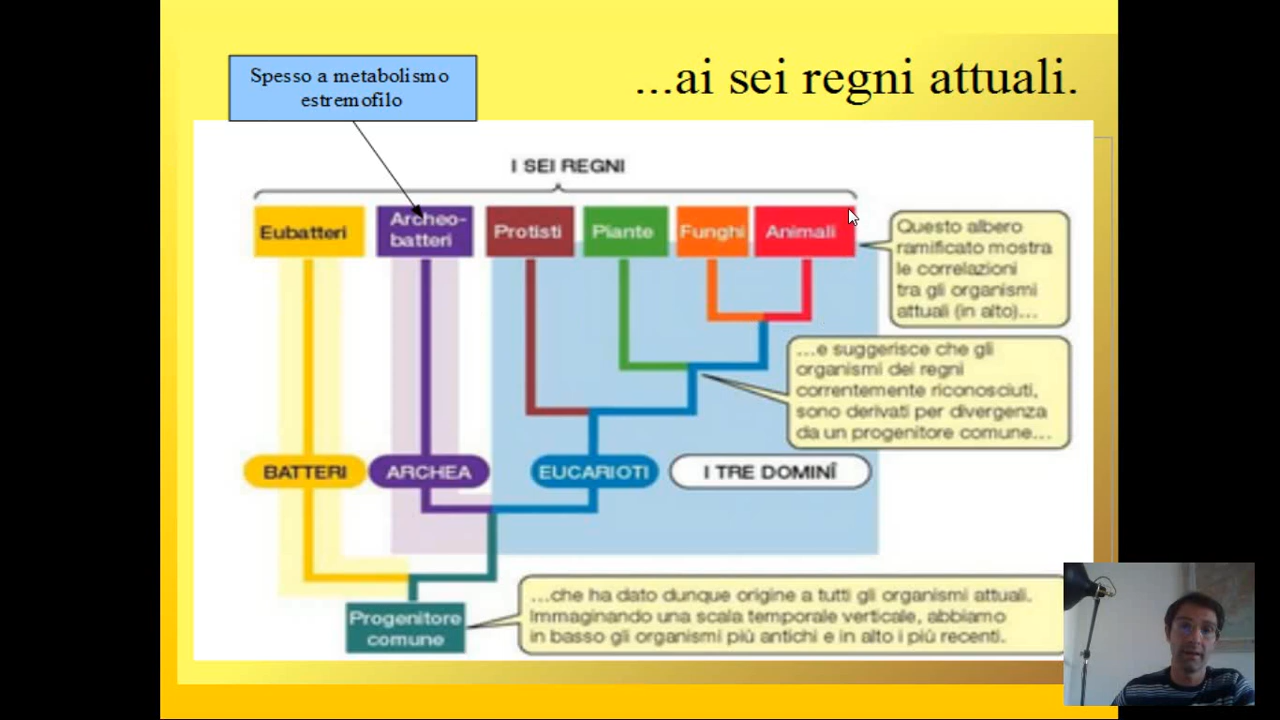 Spesso a metabolismo
estremofilo
...ai sei regni attuali.
I SEI REGNI
Eubatteri
Archeo-
batteri
Protisti
Piante
Funghi
Animali
Questo albero
ramificato mostra
le correlazioni
tra gli organismi
attuali (in alto)...
...e suggerisce che gli
organismi dei regni
correntemente riconosciuti,
sono derivati per divergenza
da un progenitore comune...
BATTERI
ARCHEA
EUCARIOTI
I TRE DOMINÎ
Progenitore
comune
...che ha dato dunque origine a tutti gli organismi attuali.
Immaginando una scala temporale verticale, abbiamo
in basso gli organismi più antichi e in alto i più recenti.